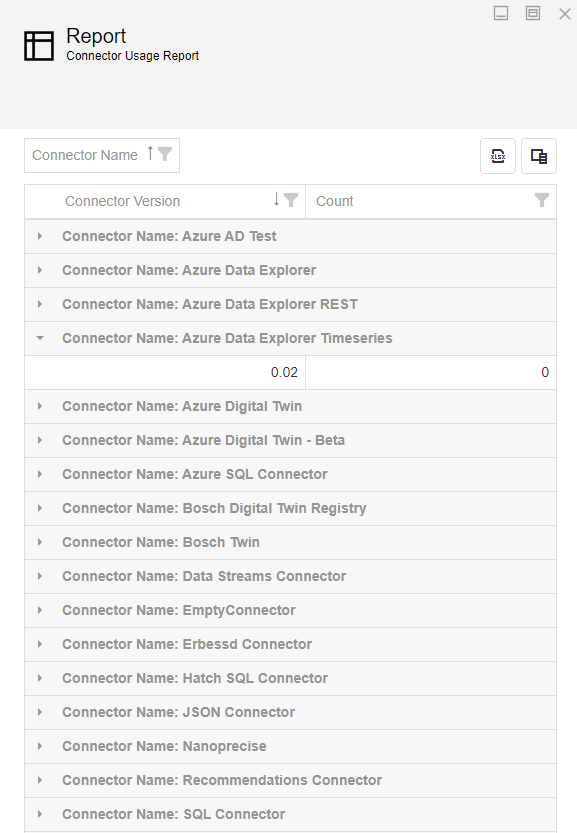 Report
Connector Usage Report
Connector Name
XLSX
Connector Version Count
Connector Name: Azure AD Test
Connector Name: Azure Data Explorer
Connector Name: Azure Data Explorer REST
Connector Name: Azure Data Explorer Timeseries
0.02 0
Connector Name: Azure Digital Twin
Connector Name: Azure Digital Twin - Beta
Connector Name: Azure SQL Connector
Connector Name: Bosch Digital Twin Registry
Connector Name: Bosch Twin
Connector Name: Data Streams Connector
Connector Name: EmptyConnector
Connector Name: Erbessd Connector
Connector Name: Hatch SQL Connector
Connector Name: JSON Connector
Connector Name: Nanoprecise
Connector Name: Recommendations Connector
Connector Name: SQL Connector